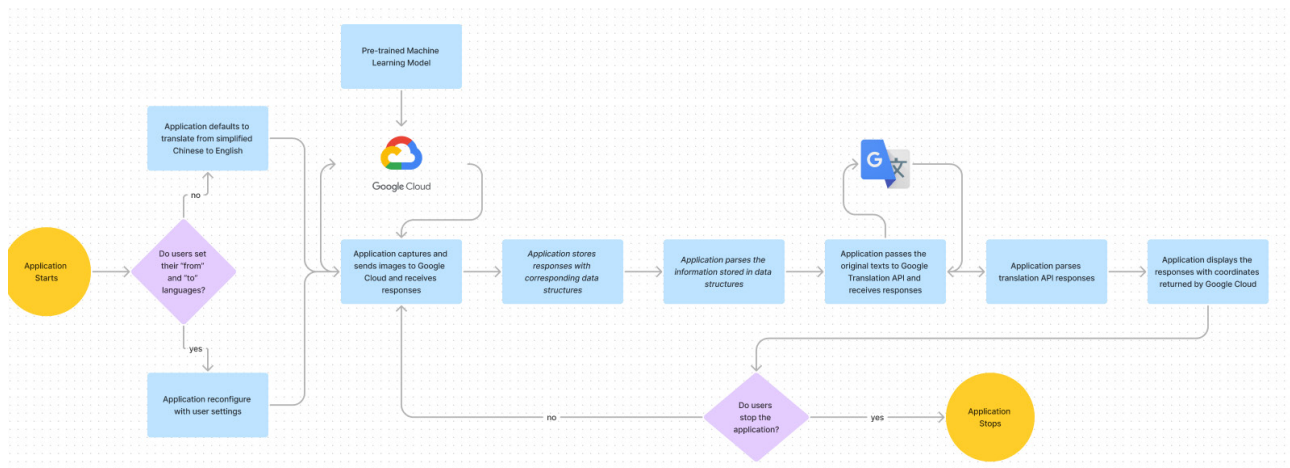 Pre-trained Machine
Learning Model
Application defaults to
translate from simplified
Chinese to English
Google Cloud
G 文
no
Application
Starts
Do users set
their "from"
and "to"
languages?
Application captures and
sends images to Google
Cloud and receives
responses
Application stores
responses with
corresponding data
structures
Application parses the
information stored in data
structures
Application passes the
original texts to Google
Translation API and
receives responses
Application parses
translation API responses
Application displays the
responses with coordinates
returned by Google Cloud
yes
Application reconfigure
with user settings
Do users
stop the
application?
no
yes
Application
Stops